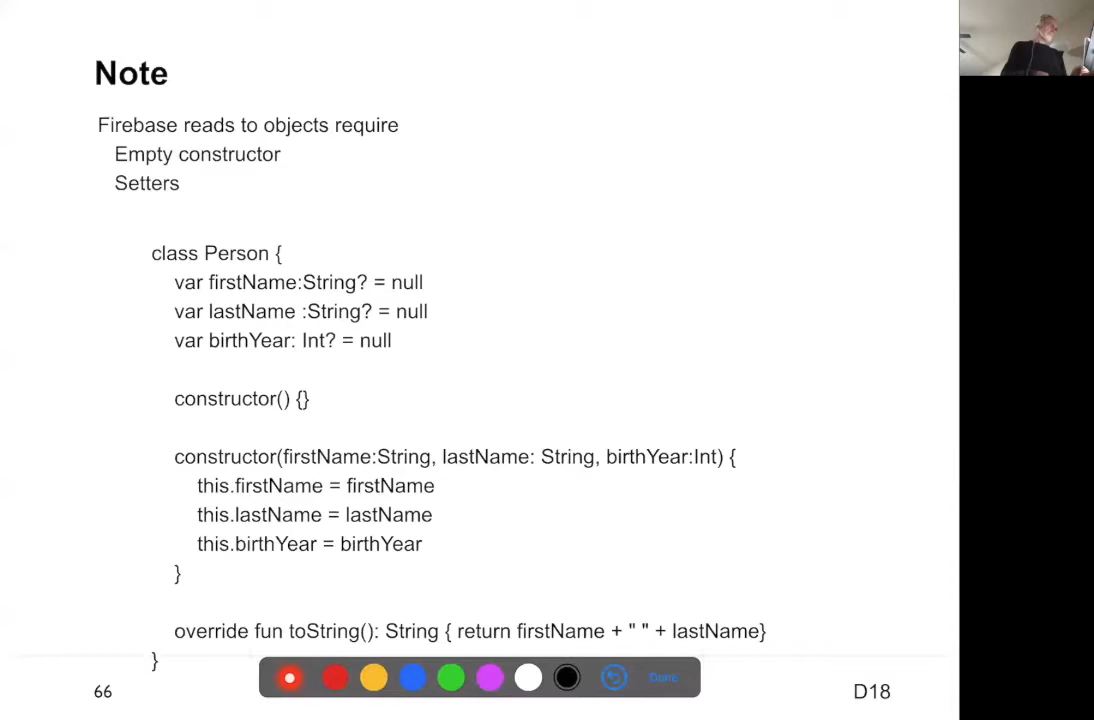 Note
Firebase reads to objects require
Empty constructor
Setters
class Person {
var firstName:String? = null
var lastName :String? = null
var birthYear: Int? = null
constructor() {}
constructor(firstName:String, lastName: String, birthYear:Int) {
this.firstName = firstName
this.lastName = lastName
this.birthYear = birthYear
}
override fun toString(): String { return firstName + " " + lastName}
}
Done
66
D18